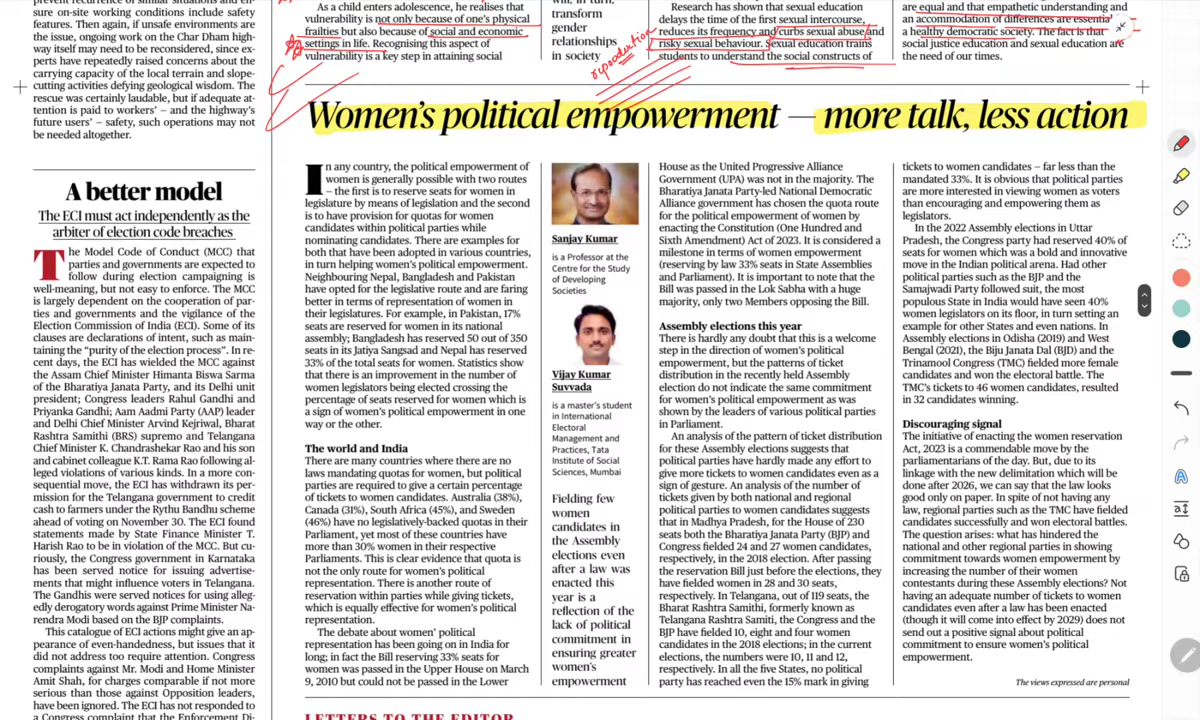 prevent recurrence of similar situations and en-
sure on-site working conditions include safety
features. Then again, if unsafe environments are
the issue, ongoing work on the Char Dham high-
way itself may need to be reconsidered, since ex-
perts have repeatedly raised concerns about the
carrying capacity of the local terrain and slope-
cutting activities defying geological wisdom. The
rescue was certainly laudable, but if adequate at-
tention is paid to workers' – and the highway's
future users' – safety, such operations may not
be needed altogether.
A better model
The ECI must act independently as the
arbiter of election code breaches
The Model Code of Conduct (MCC) that
parties and governments are expected to
follow during election campaigning is
well-meaning, but not easy to enforce. The MCC
is largely dependent on the cooperation of par-
ties and governments and the vigilance of the
Election Commission of India (ECI). Some of its
clauses are declarations of intent, such as main-
taining the "purity of the election process". In re-
cent days, the ECI has wielded the MCC against
the Assam Chief Minister Himanta Biswa Sarma
of the Bharatiya Janata Party, and its Delhi unit
president; Congress leaders Rahul Gandhi and
Priyanka Gandhi; Aam Aadmi Party (AAP) leader
and Delhi Chief Minister Arvind Kejriwal, Bharat
Rashtra Samithi (BRS) supremo and Telangana
Chief Minister K. Chandrashekar Rao and his son
and cabinet colleague K.T. Rama Rao following al-
leged violations of various kinds. In a more con-
sequential move, the ECI has withdrawn its per-
mission for the Telangana government to credit
cash to farmers under the Rythu Bandhu scheme
ahead of voting on November 30. The ECI found
statements made by State Finance Minister T.
Harish Rao to be in violation of the MCC. But cu-
riously, the Congress government in Karnataka
has been served notice for issuing advertise-
ments that might influence voters in Telangana.
The Gandhis were served notices for using alleg-
edly derogatory words against Prime Minister Na-
rendra Modi based on the BJP complaints.
This catalogue of ECI actions might give an ap-
pearance of even-handedness, but issues that it
did not address too require attention. Congress
complaints against Mr. Modi and Home Minister
Amit Shah, for charges comparable if not more
serious than those against Opposition leaders,
have been ignored. The ECI has not responded to
a Congress complaint that the Enforcement Di-
As a child enters adolescence, he realises that
vulnerability is not only because of one's physical
frailties but also because of social and economic
settings in life. Recognising this aspect of
vulnerability is a key step in attaining social
will, in
transform
gender
relationships
in society
reproduction
Research has shown that sexual education
delays the time of the first sexual intercourse,
reduces its frequency and curbs sexual abuse and
risky sexual behaviour. Sexual education trains
students to understand the social constructs of
are equal and that empathetic understanding and
an accommodation of differences are essential
a healthy democratic society. The fact is that
social justice education and sexual education are
the need of our times.
Women's political empowerment — more talk, less action
In any country, the political empowerment of
women is generally possible with two routes
– the first is to reserve seats for women in
legislature by means of legislation and the second
is to have provision for quotas for women
candidates within political parties while
nominating candidates. There are examples for
both that have been adopted in various countries,
in turn helping women's political empowerment.
Neighbouring Nepal, Bangladesh and Pakistan
have opted for the legislative route and are faring
better in terms of representation of women in
their legislatures. For example, in Pakistan, 17%
seats are reserved for women in its national
assembly; Bangladesh has reserved 50 out of 350
seats in its Jatiya Sangsad and Nepal has reserved
33% of the total seats for women. Statistics show
that there is an improvement in the number of
women legislators being elected crossing the
percentage of seats reserved for women which is
a sign of women's political empowerment in one
way or the other.
The world and India
There are many countries where there are no
laws mandting quotas for women, but political
parties are required to give a certain percentage
of tickets to women candidates. Australia (38%),
Canada (31%), South Africa (45%), and Sweden
(46%) have no legislatively-backed quotas in their
Parliament, yet most of these countries have
more than 30% women in their respective
Parliaments. This is clear evidence that quota is
not the only route for women's political
representation. There is another route of
reservation within parties while giving tickets,
which is equally effective for women's political
representation.
The debate about women' political
representation has been going on in India for
long; in fact the Bill reserving 33% seats for
women was passed in the Upper House on March
9, 2010 but could not be passed in the Lower
Sanjay Kumar
is a Professor at the
Centre for the Study
of Developing
Societies
Vijay Kumar
Suvvada
is a master's student
in International
Electoral
Management and
Practices, Tata
Institute of Social
Sciences, Mumbai
Fielding few
women
candidates in
the Assembly
elections even
after a law was
enacted this
year is a
reflection of the
lack of political
commitment in
ensuring greater
women's
empowerment
House as the United Progressive Alliance
Government (UPA) was not in the majority. The
Bharatiya Janata Party-led National Democratic
Alliance government has chosen the quota route
for the political empowerment of women by
enacting the Constitution (One Hundred and
Sixth Amendment) Act of 2023. It is considered a
milestone in terms of women empowerment
(reserving by law 33% seats in State Assemblies
and Parliament). It is important to note that the
Bill was passed in the Lok Sabha with a huge
majority, only two Members opposing the Bill.
Assembly elections this year
There is hardly any doubt that this is a welcome
step in the direction of women's political
empowerment, but the patterns of ticket
distribution in the recently held Assembly
election do not indicate the same commitment
for women's political empowerment as was
shown by the leaders of various political parties
in Parliament.
An analysis of the pattern of ticket distribution
for these Assembly elections suggests that
political parties have hardly made any effort to
give more tickets to women candidates even as a
sign of gesture. An analysis of the number of
tickets given by both national and regional
political parties to women candidates suggests
that in Madhya Pradesh, for the House of 230
seats both the Bharatiya Janata Party (BJP) and
Congress fielded 24 and 27 women candidates,
respectively, in the 2018 election. After passing
the reservation Bill just before the elections, they
have fielded women in 28 and 30 seats,
respectively. In Telangana, out of 119 seats, the
Bharat Rashtra Samiti, formerly known as
Telangana Rashtra Samiti, the Congress and the
BJP have fielded 10, eight and four women
candidates in the 2018 elections; in the current
elections, the numbers were 10, 11 and 12,
respectively. In all the five States, no political
party has reached even the 15% mark in giving
tickets to women candidates – far less than the
mandated 33%. It is obvious that political parties
are more interested in viewing women as voters
than encouraging and empowering them as
legislators.
In the 2022 Assembly elections in Uttar
Pradesh, the Congress party had reserved 40% of
seats for women which was a bold and innovative
move in the Indian political arena. Had other
political parties such as the BJP and the
Samajwadi Party followed suit, the most
populous State in India would have seen 40%
women legislators on its floor, in turn setting an
example for other States and even nations. In
Assembly elections in Odisha (2019) and West
Bengal (2021), the Biju Janata Dal (BJD) and the
Trinamool Congress (TMC) fielded more female
candidates and won the electoral battle. The
TMC's tickets to 46 women candidates, resulted
in 32 candidates winning.
Discouraging signal
The initiative of enacting the women reservation
Act, 2023 is a commendable move by the
parliamentarians of the day. But, due to its
linkage with the new delimitation which will be
done after 2026, we can say that the law looks
good only on paper. In spite of not having any
law, regional parties such as the TMC have fielded
candidates successfully and won electoral battles.
The question arises: what has hindered the
national and other regional parties in showing
commitment towards women empowerment by
increasing the number of their women
contestants during these Assembly elections? Not
having an adequate number of tickets to women
candidates even after a law has been enacted
(though it will come into effect by 2029) does not
send out a positive signal about political
commitment to ensure women's political
empowerment.
The views expressed are personal
LETTERS TO THE EDITOR